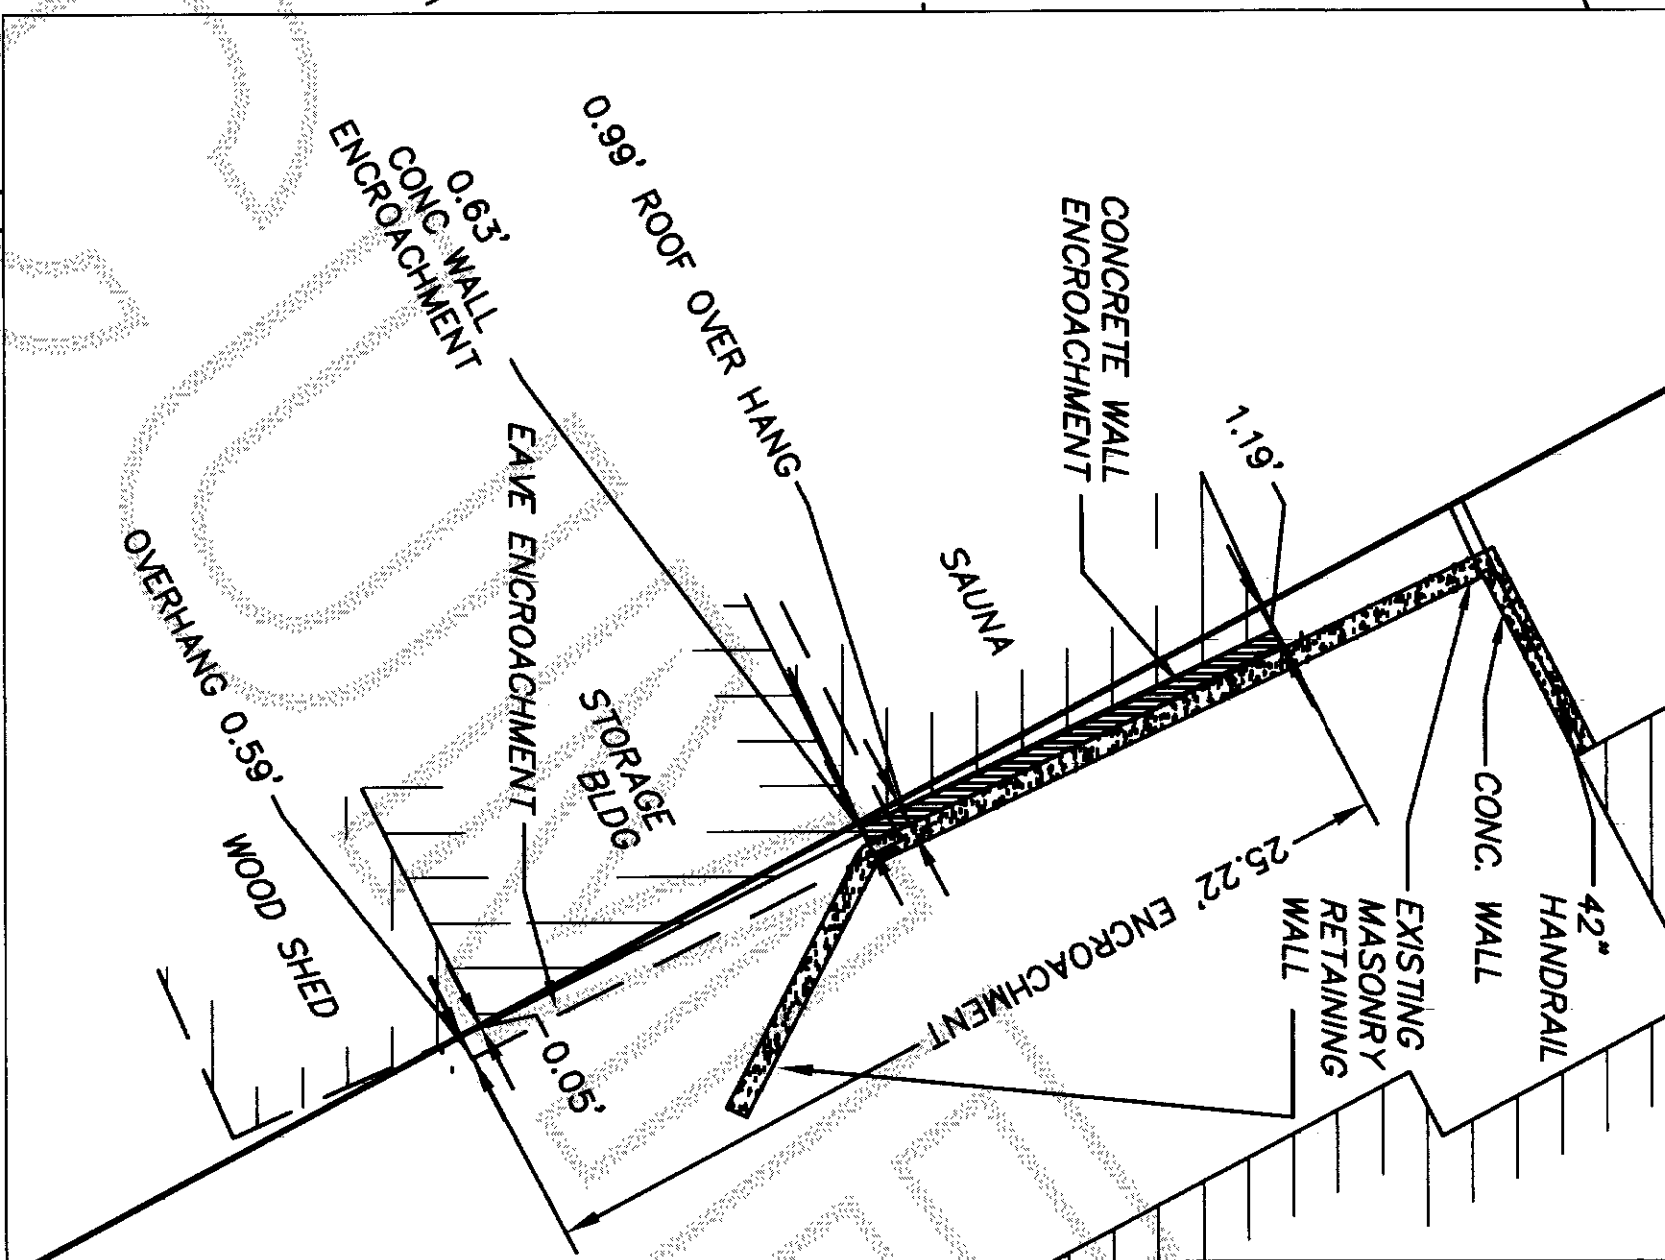 0.99' ROOF OVER HANG
0.63'
CONC WALL
ENCROACHMENT
CONCRETE WALL
ENCROACHMENT
1.19'
SAUNA
EAVE ENCROACHMENT
STORAGE
BLDG
OVERHANG 0.59'
WOOD SHED
0.05'
25.22' ENCROACHMENT
42"
HANDRAIL
CONC. WALL
EXISTING
MASONRY
RETAINING
WALL